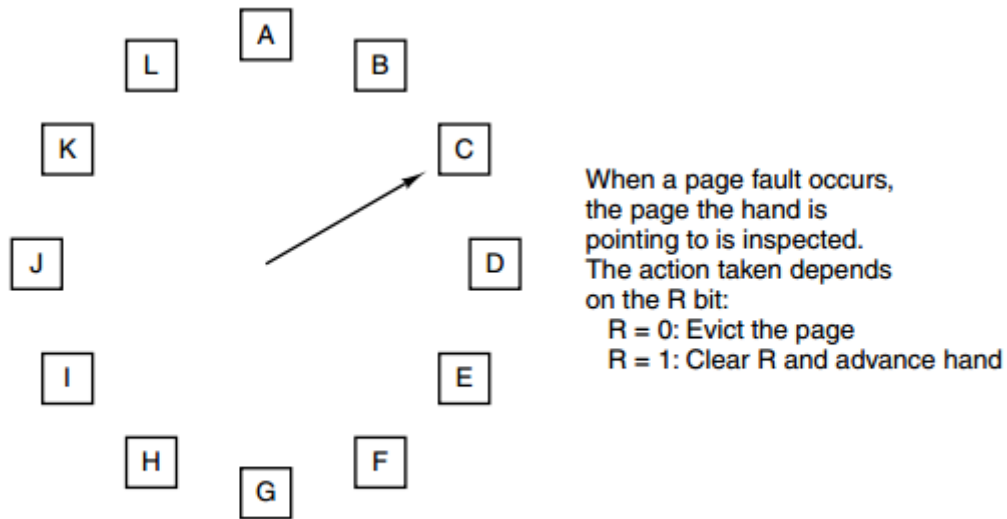 A
L
B
K
C
When a page fault occurs,
the page the hand is
pointing to is inspected.
The action taken depends
on the R bit:
R = 0: Evict the page
R = 1: Clear R and advance hand
J
D
I
E
H
F
G